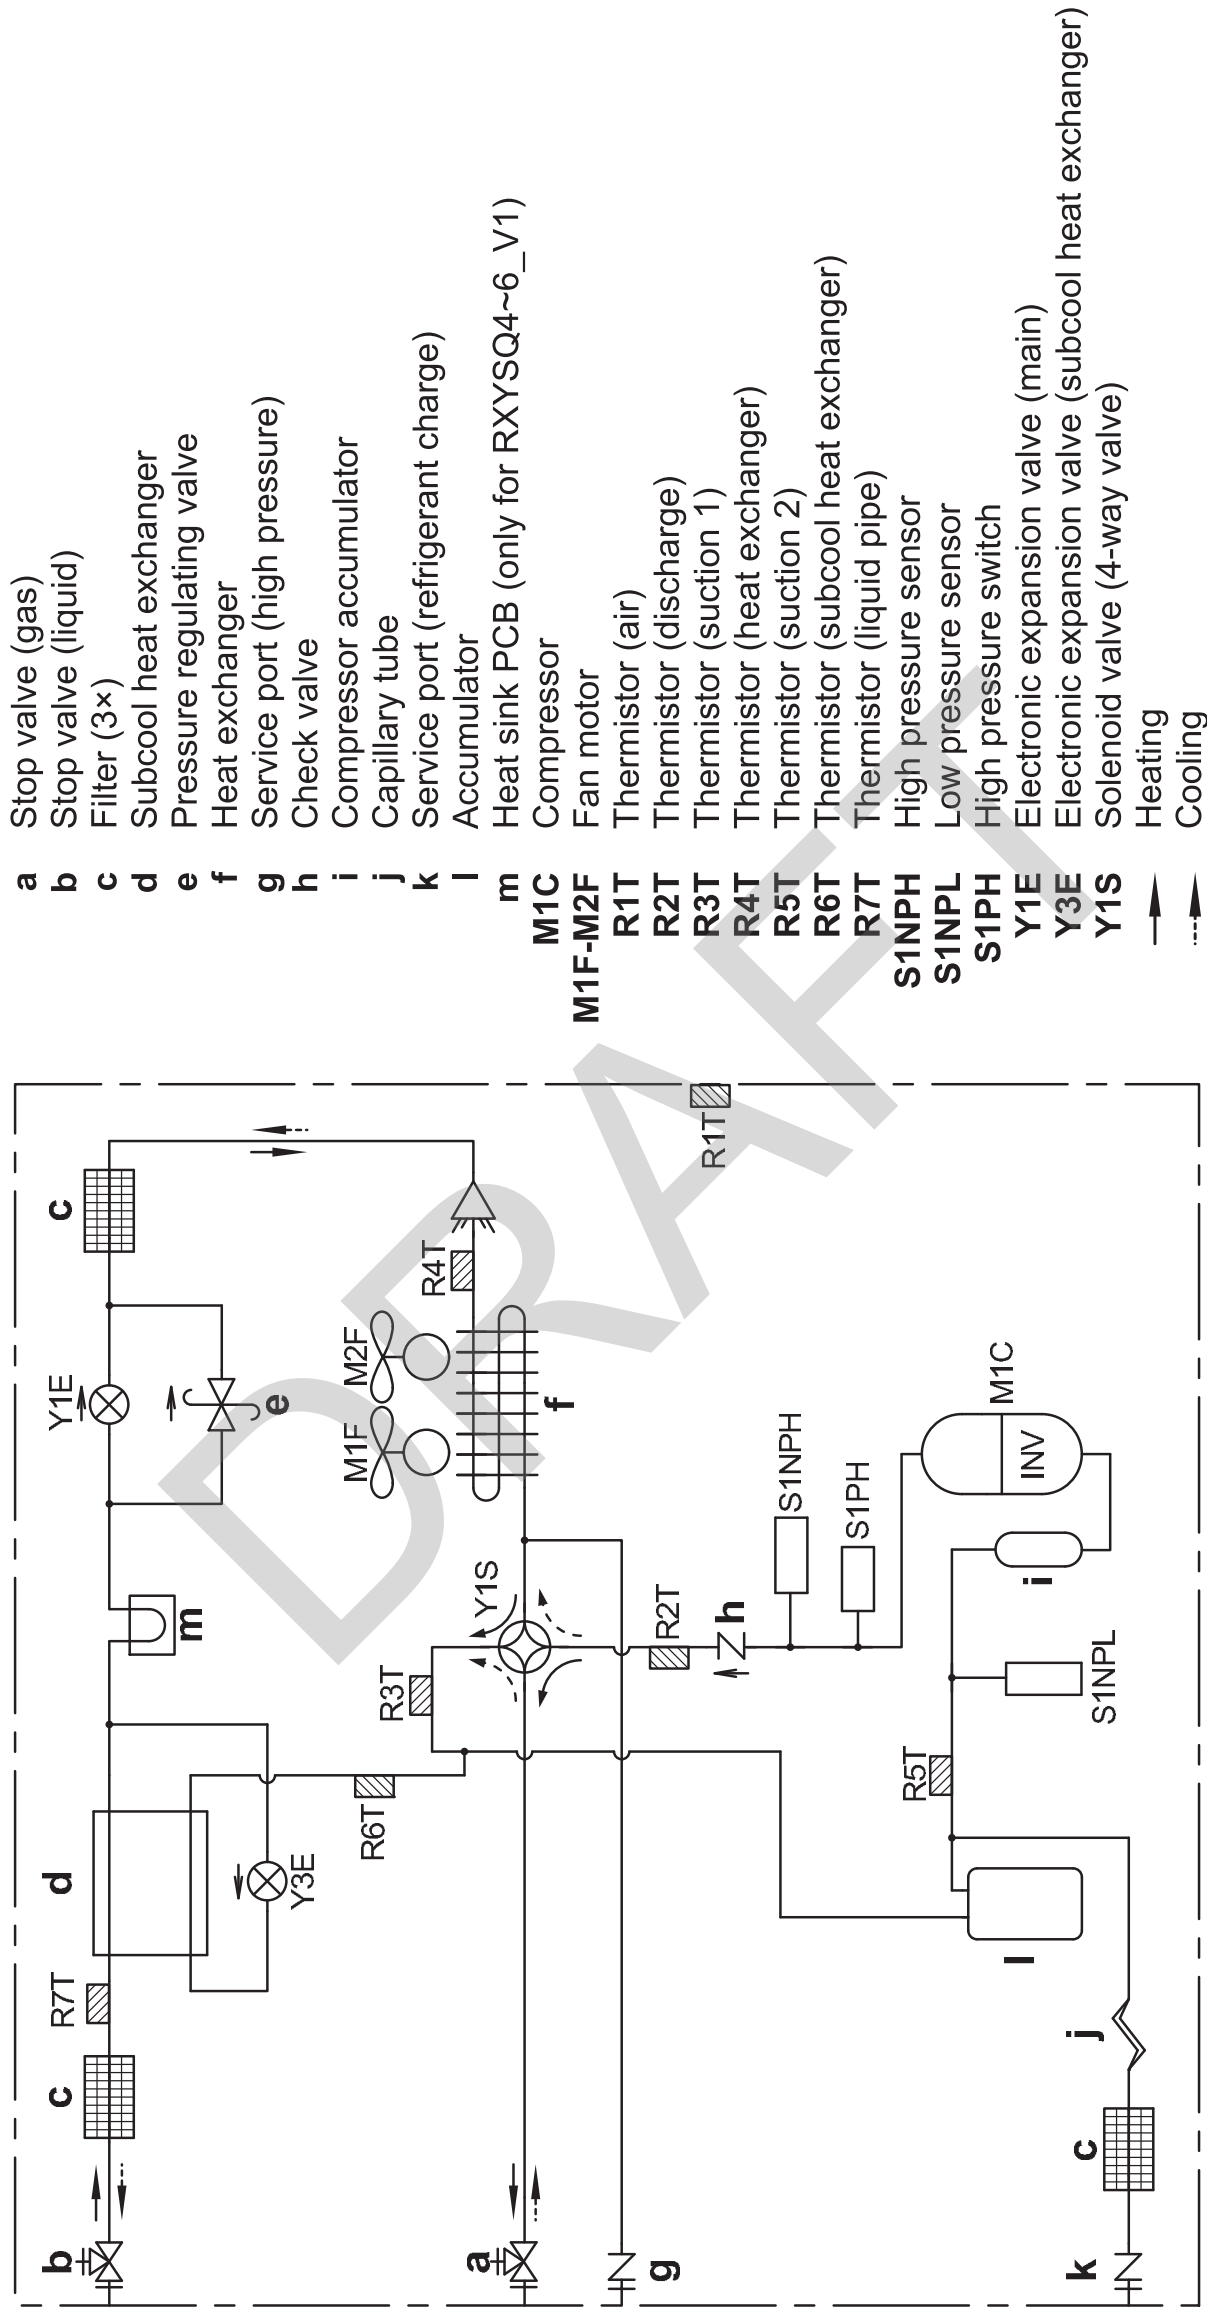 a Stop valve (gas)
b Stop valve (liquid)
c Filter (3×)
d Subcool heat exchanger
e Pressure regulating valve
f Heat exchanger
g Service port (high pressure)
h Check valve
i Compressor accumulator
j Capillary tube
k Service port (refrigerant charge)
l Accumulator
m Heat sink PCB (only for RXYSQ4~6_V1)
M1C Compressor
M1F-M2F Fan motor
R1T Thermistor (air)
R2T Thermistor (discharge)
R3T Thermistor (suction 1)
R4T Thermistor (heat exchanger)
R5T Thermistor (suction 2)
R6T Thermistor (subcool heat exchanger)
R7T Thermistor (liquid pipe)
S1NPH High pressure sensor
S1NPL Low pressure sensor
S1PH High pressure switch
Y1E Electronic expansion valve (main)
Y3E Electronic expansion valve (subcool heat exchanger)
Y1S Solenoid valve (4-way valve)
Heating
Cooling
b
c
R7T
d
Y3E
R6T
m
Y1E
e
c
M1F
M2F
R4T
f
R3T
Y1S
a
g
R2T
h
S1NPH
S1PH
R1T
M1C
INV
i
S1NPL
R5T
l
j
c
k
DRAFT